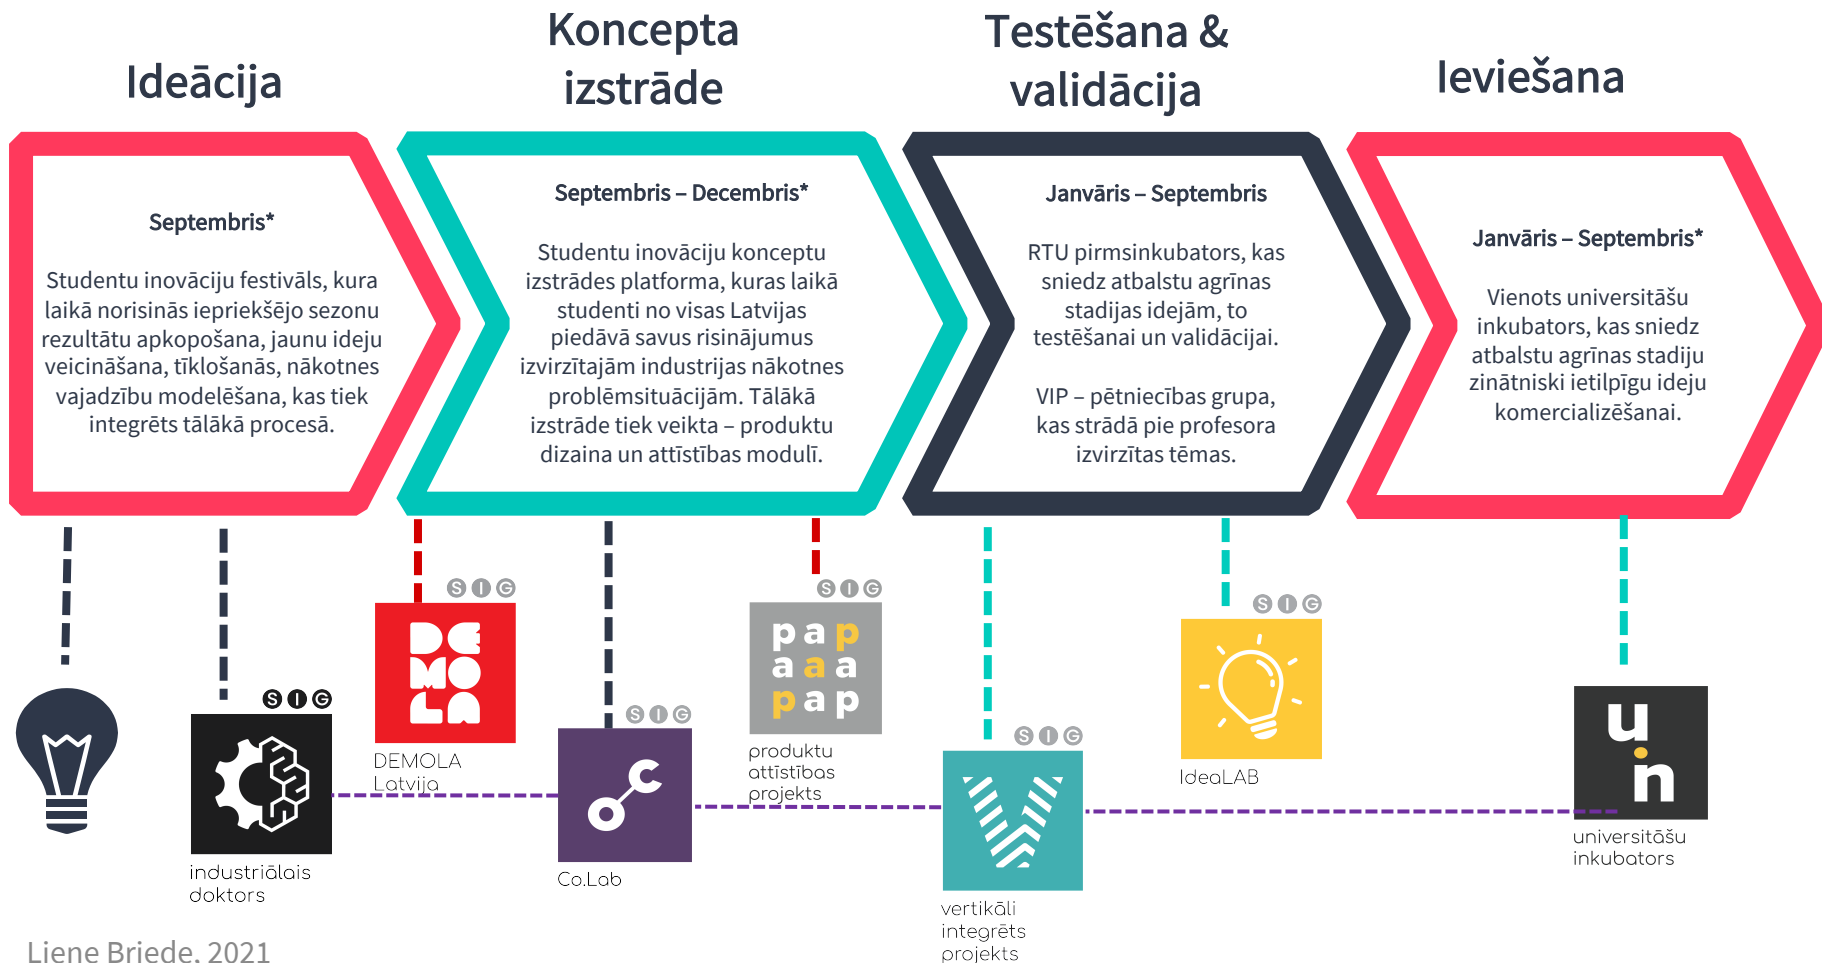 Ideācija
Koncepta
izstrāde
Testēšana &
validācija
Ieviešana
Septembris*
Studentu inovāciju festivāls, kura
laikā norisinās iepriekšējo sezonu
rezultātu apkopošana, jaunu ideju
veicināšana, tīklošanās, nākotnes
vajadzību modelēšana, kas tiek
integrēts tālākā procesā.
Septembris – Decembris*
Studentu inovāciju konceptu
izstrādes platforma, kuras laikā
studenti no visas Latvijas
piedāvā savus risinājumus
izvirzītajām industrijas nākotnes
problēmsituācijām. Tālākā
izstrāde tiek veikta – produktu
dizaina un attīstības modulī.
Janvāris – Septembris
RTU pirmsinkubators, kas
sniedz atbalstu agrīnas
stadijas idejām, to
testēšanai un validācijai.
VIP – pētniecības grupa,
kas strādā pie profesora
izvirzītas tēmas.
Janvāris – Septembris*
Vienots universitāšu
inkubators, kas sniedz
atbalstu agrīnas stadiju
zinātniski ietilpīgu ideju
komercializēšanai.
SIG
industriālais
doktors
SIG
DE
MO
LA
DEMOLA
Latvija
SIG
oc
Co.Lab
SIG
pap
aaa
pap
produktu
attīstības
projekts
SIG
V
vertikāli
integrēts
projekts
SIG
IdeaLAB
u
in
universitāšu
inkubators
Liene Briede, 2021